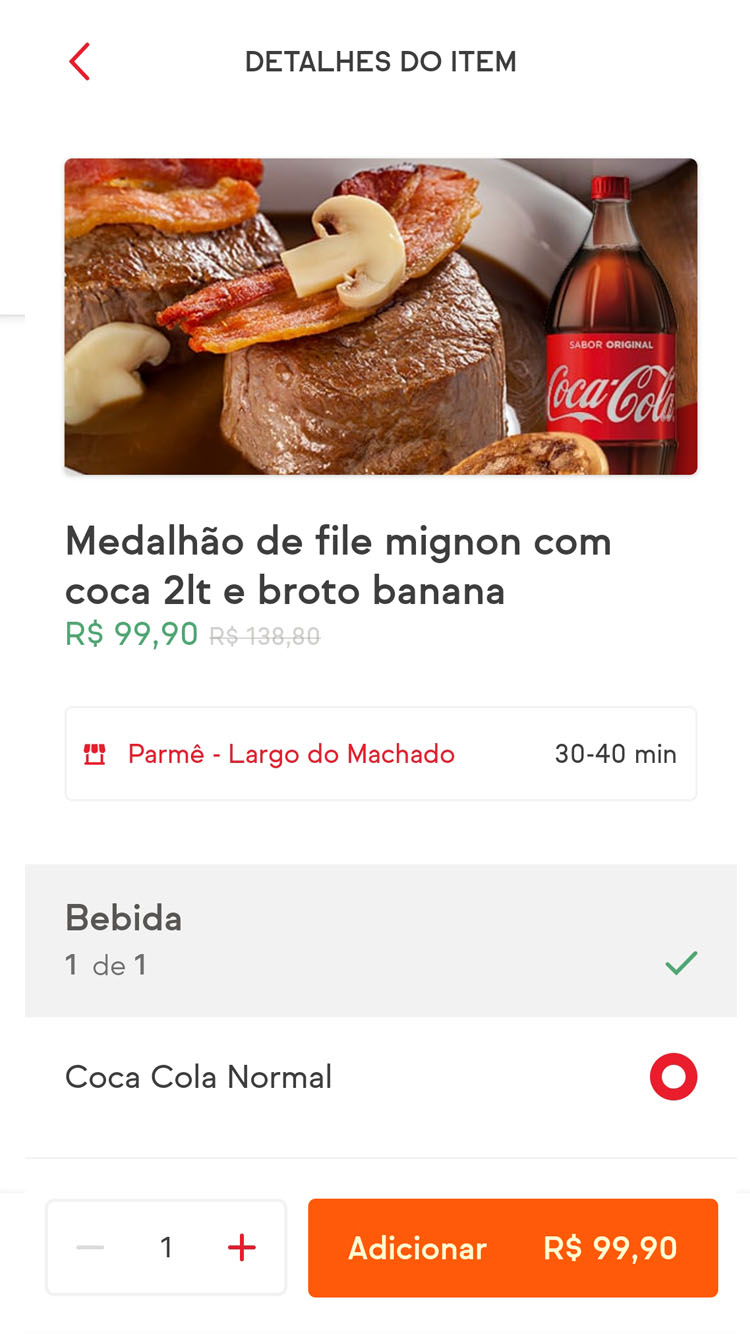 DETALHES DO ITEM
SABOR ORIGINAL
Coca-Cola
Medalhão de file mignon com
coca 2lt e broto banana
R$ 99,90 R$ 138,80
Parmê - Largo do Machado 30-40 min
Bebida
1 de 1
Coca Cola Normal
1 Adicionar R$ 99,90